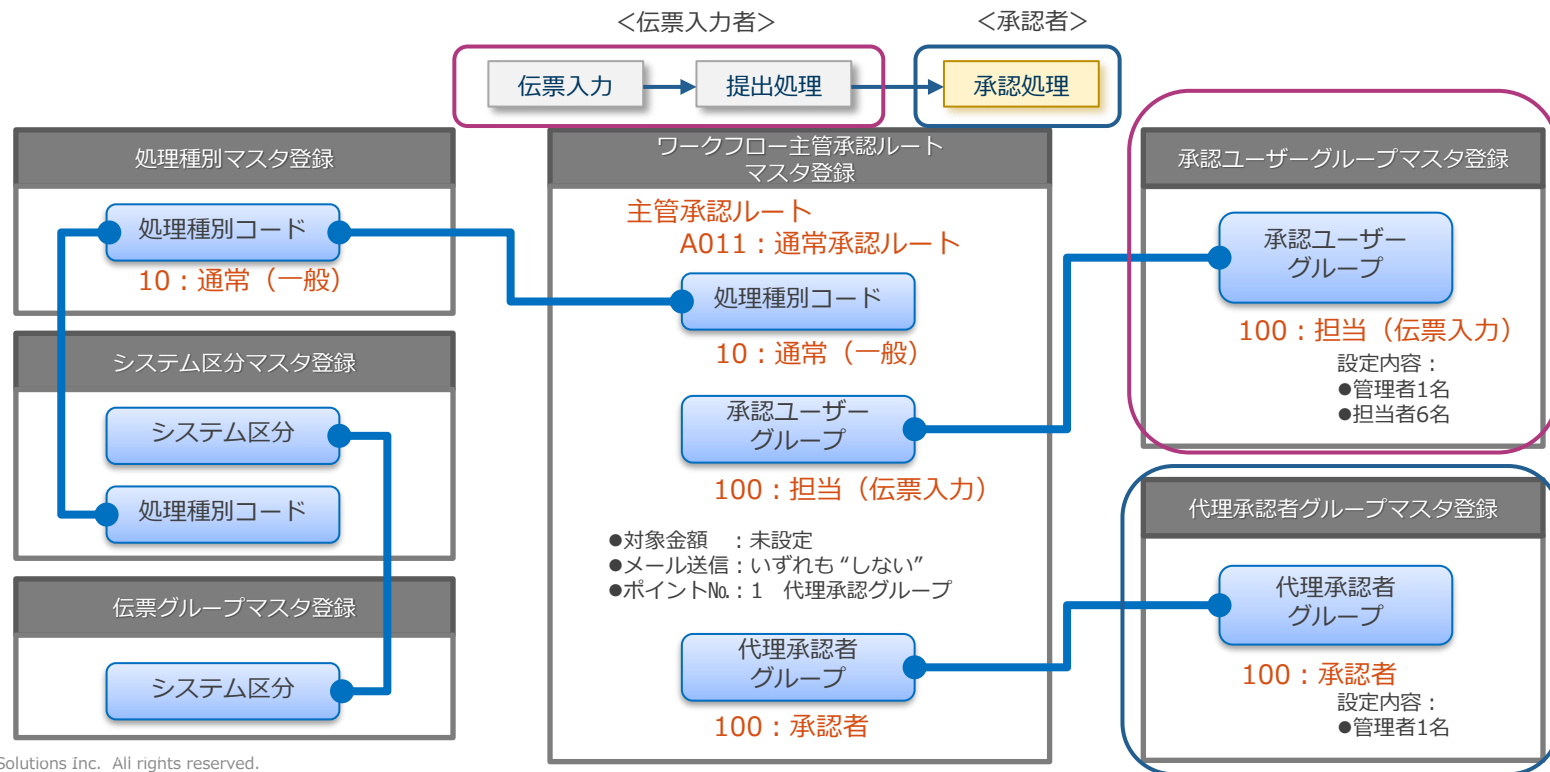 ＜伝票入力者＞
＜承認者＞
伝票入力
提出処理
承認処理
処理種別マスタ登録
処理種別コード
10：通常（一般）
システム区分マスタ登録
システム区分
処理種別コード
伝票グループマスタ登録
システム区分
ワークフロー主管承認ルート
マスタ登録
主管承認ルート
A011：通常承認ルート
処理種別コード
10：通常（一般）
承認ユーザー
グループ
100：担当（伝票入力）
●対象金額　：未設定
●メール送信：いずれも“しない”
●ポイント№：1　代理承認グループ
代理承認者
グループ
100：承認者
承認ユーザーグループマスタ登録
承認ユーザー
グループ
100：担当（伝票入力）
設定内容：
●管理者1名
●担当者6名
代理承認者グループマスタ登録
代理承認者
グループ
100：承認者
設定内容：
●管理者1名
Solutions Inc. All rights reserved.